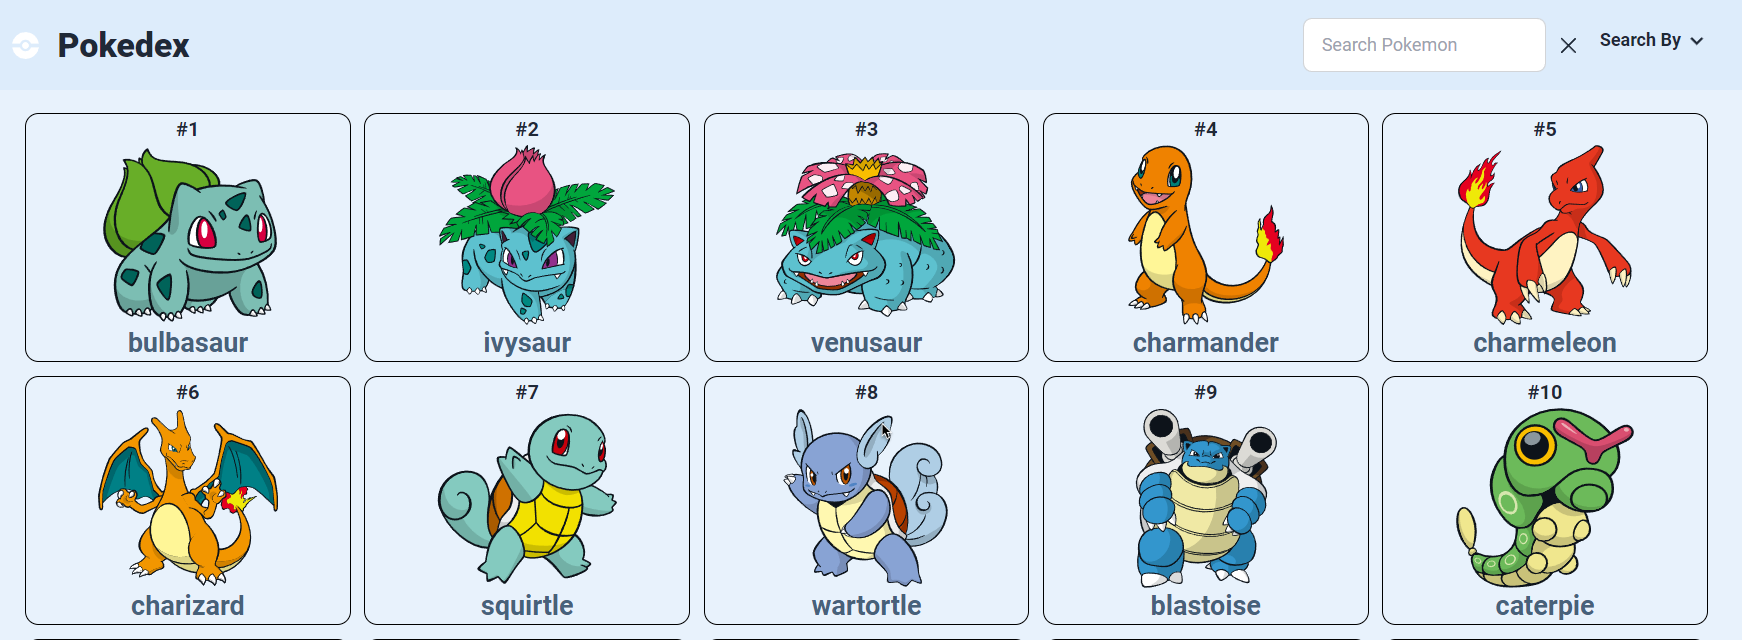 Pokedex
Search Pokemon
Search By
#1
bulbasaur
#2
ivysaur
#3
venusaur
#4
charmander
#5
charmeleon
#6
charizard
#7
squirtle
#8
wartortle
#9
blastoise
#10
caterpie